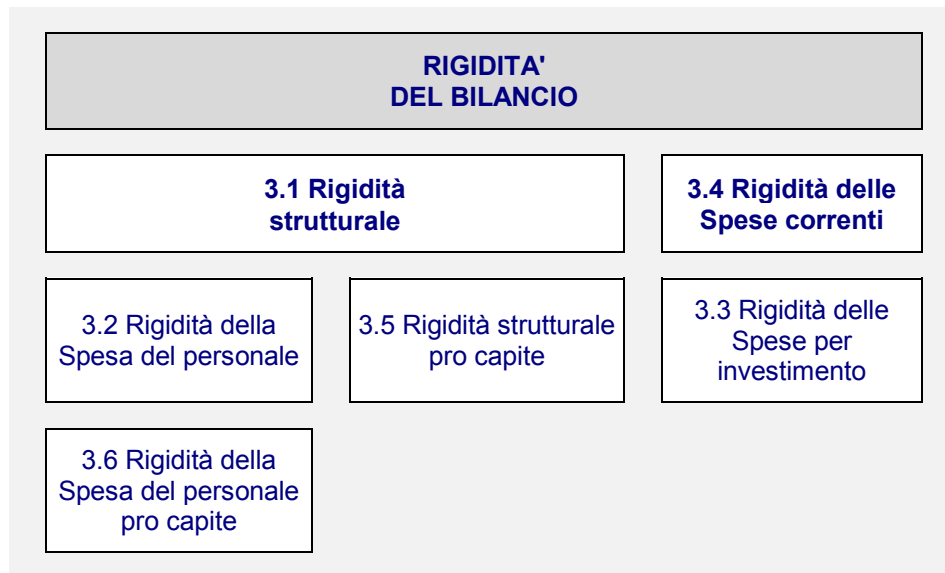 RIGIDITA'
DEL BILANCIO
3.1 Rigidità
strutturale
3.4 Rigidità delle
Spese correnti
3.2 Rigidità della
Spesa del personale
3.5 Rigidità strutturale
pro capite
3.3 Rigidità delle
Spese per
investimento
3.6 Rigidità della
Spesa del personale
pro capite